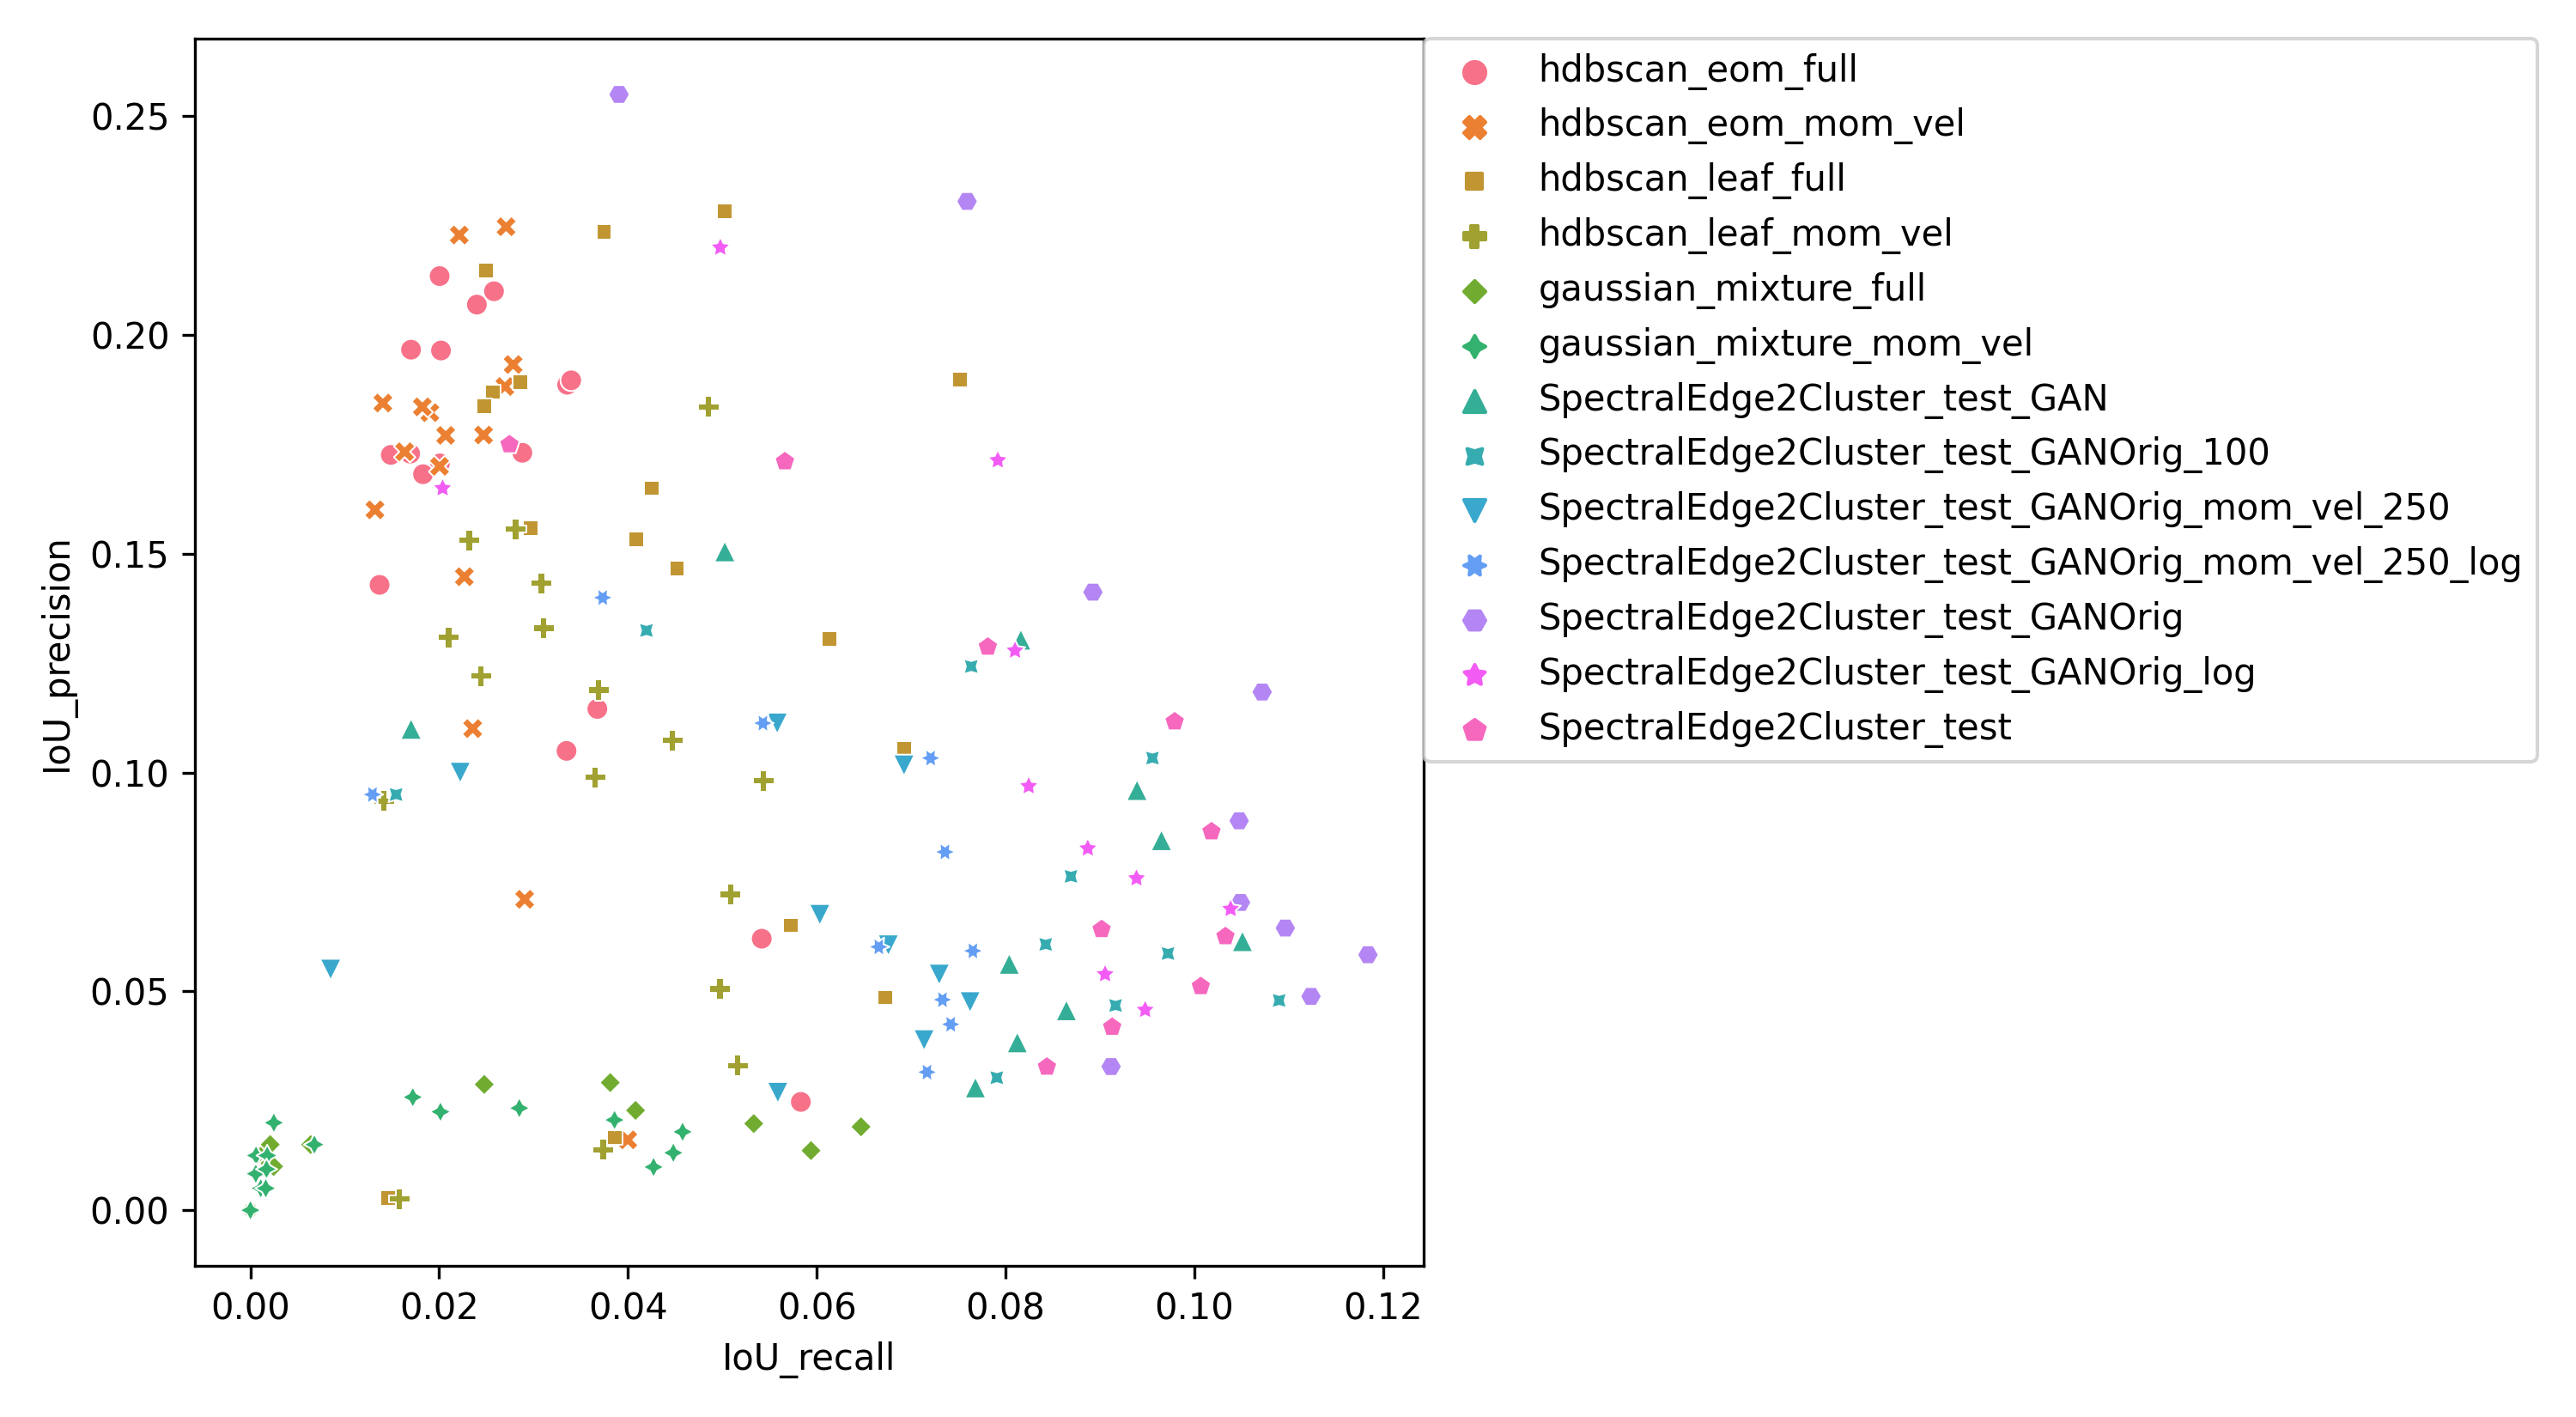 0.25
0.20
0.15
0.10
0.05
0.00
IoU_precision
0.00 0.02 0.04 0.06 0.08 0.10 0.12
IoU_recall
hdbscan_eom_full
hdbscan_eom_mom_vel
hdbscan_leaf_full
hdbscan_leaf_mom_vel
gaussian_mixture_full
gaussian_mixture_mom_vel
SpectralEdge2Cluster_test_GAN
SpectralEdge2Cluster_test_GANOrig_100
SpectralEdge2Cluster_test_GANOrig_mom_vel_250
SpectralEdge2Cluster_test_GANOrig_mom_vel_250_log
SpectralEdge2Cluster_test_GANOrig
SpectralEdge2Cluster_test_GANOrig_log
SpectralEdge2Cluster_test